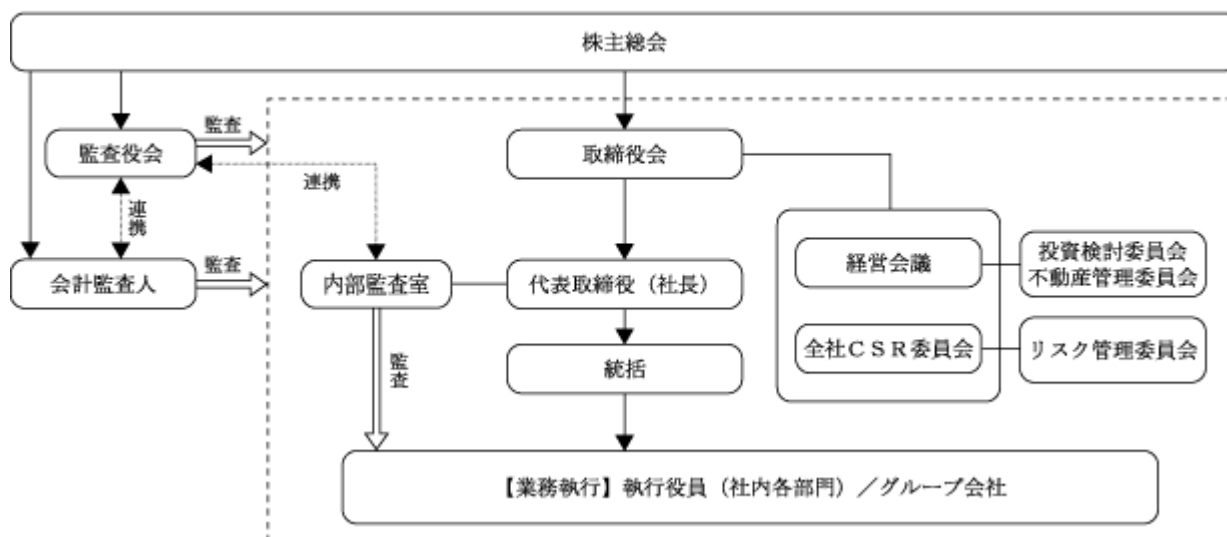 株主総会
監査
監査役会
取締役会
連携
連携
会計監査人
監査
内部監査室
代表取締役（社長）
経営会議
投資検討委員会
不動産管理委員会
監査
統括
全社ＣＳＲ委員会
リスク管理委員会
【業務執行】執行役員（社内各部門）／グループ会社